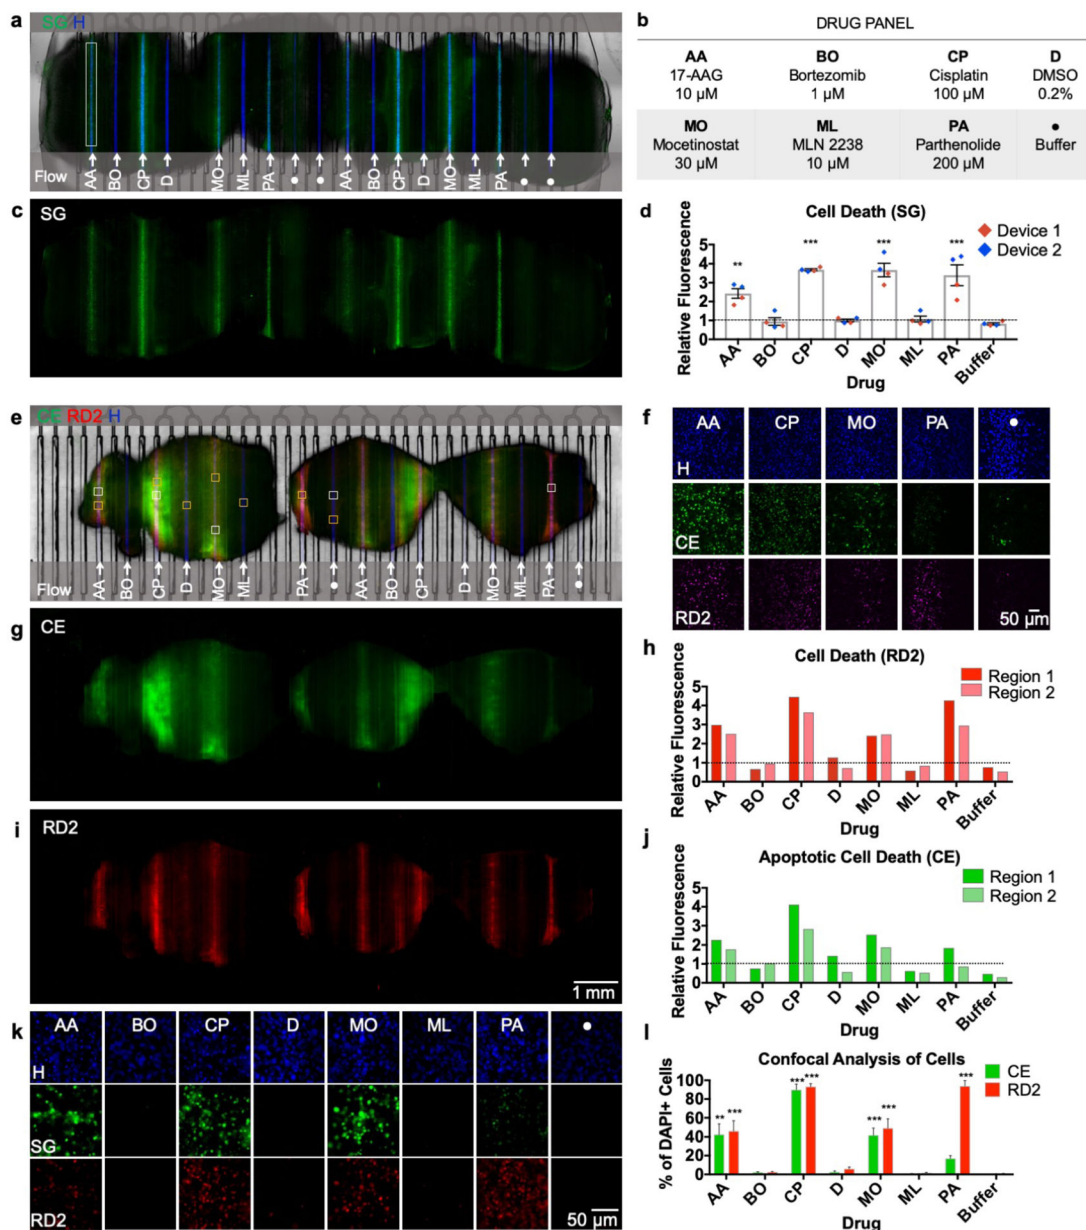 a
SG H
Flow
AA BO CP D MO ML PA • • AA BO CP D MO ML PA • •
b
DRUG PANEL
AA BO CP D
17-AAG Bortezomib Cisplatin DMSO
10 µM 1 µM 100 µM 0.2%
MO ML PA •
Mocetinostat MLN 2238 Parthenolide Buffer
30 µM 10 µM 200 µM
c
SG
d
Cell Death (SG)
Device 1
Device 2
Relative Fluorescence
5
4
3
2
1
0
** *** *** ***
AA BO CP D MO ML PA Buffer
Drug
e
CE RD2 H
Flow
AA BO CP D MO ML PA • AA BO CP D MO ML PA •
f
AA CP MO PA •
H
CE
RD2
50 µm
g
CE
h
Cell Death (RD2)
Region 1
Region 2
Relative Fluorescence
5
4
3
2
1
0
AA BO CP D MO ML PA Buffer
Drug
i
RD2
1 mm
j
Apoptotic Cell Death (CE)
Region 1
Region 2
Relative Fluorescence
5
4
3
2
1
0
AA BO CP D MO ML PA Buffer
Drug
k
AA BO CP D MO ML PA •
H
SG
RD2
50 µm
l
Confocal Analysis of Cells
CE
RD2
% of DAPI+ Cells
100
80
60
40
20
0
** *** *** *** *** *** ***
AA BO CP D MO ML PA Buffer
Drug